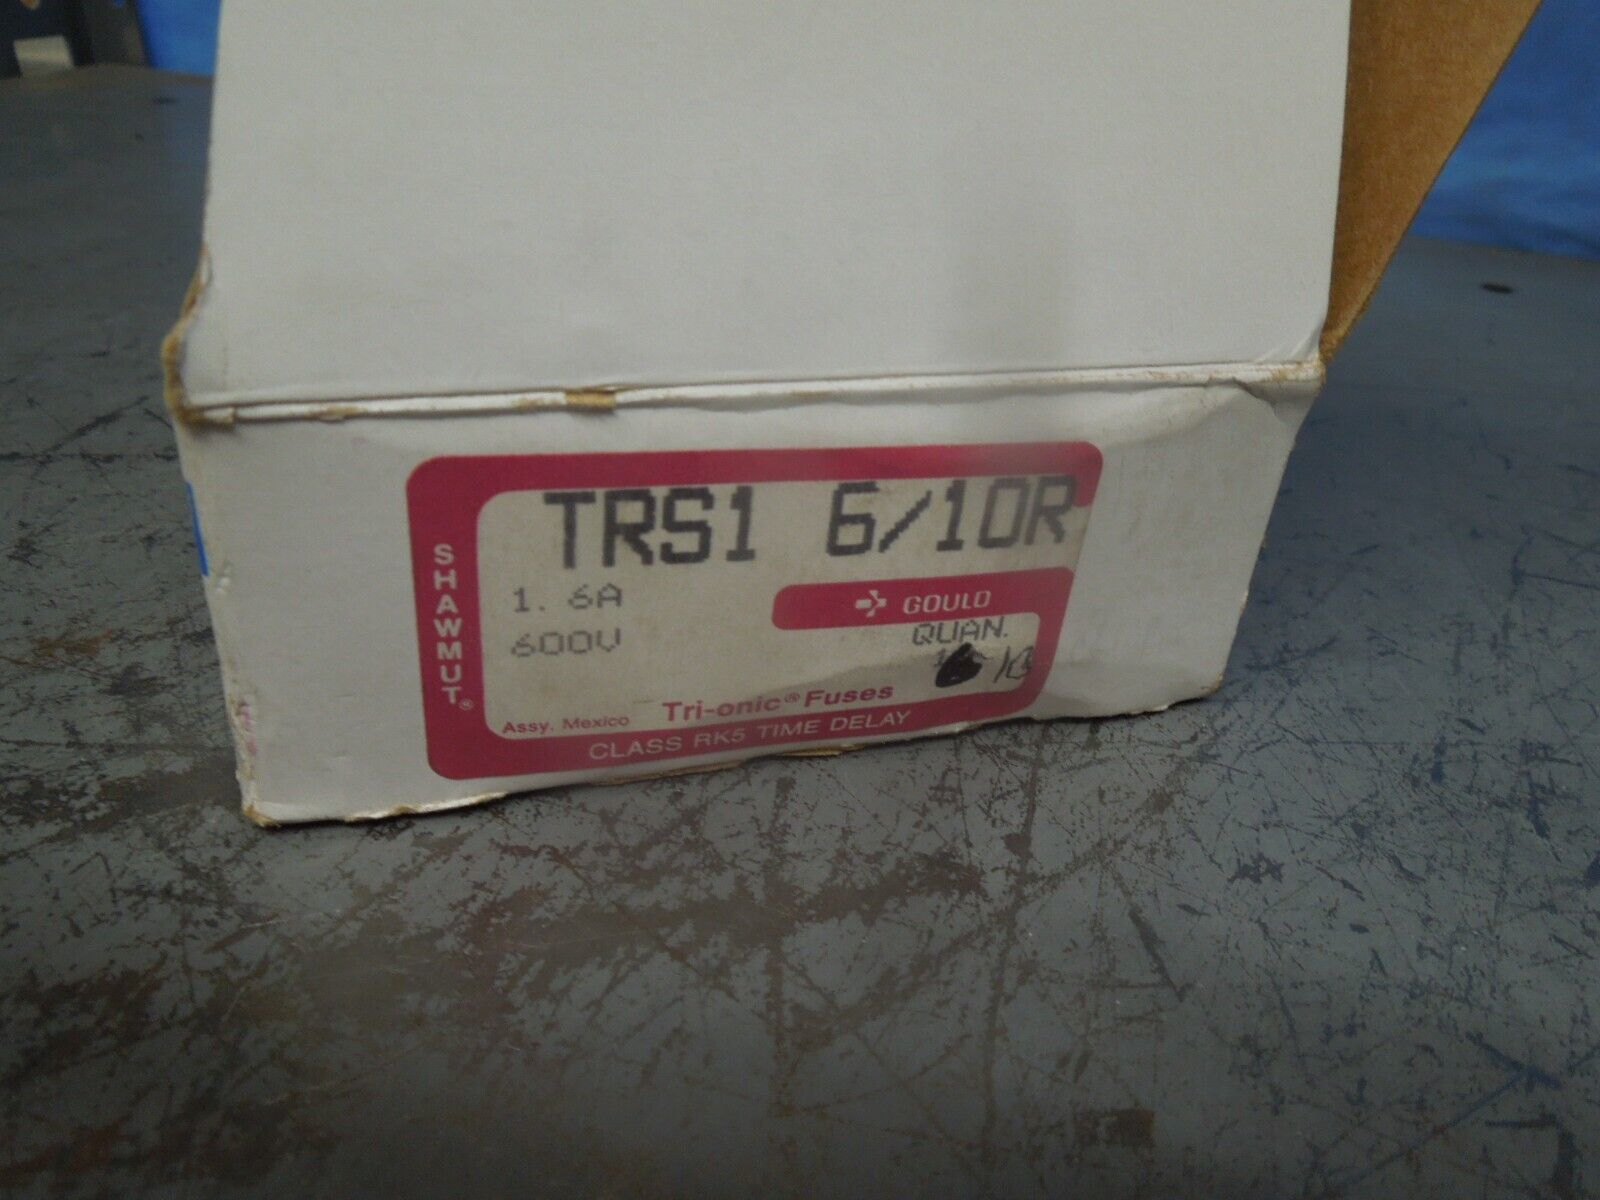 TRS1 6/10R
SHAWMUT®
1.6A
600V
GOULD
QUAN.
Assy. Mexico Tri-onic® Fuses
CLASS RK5 TIME DELAY